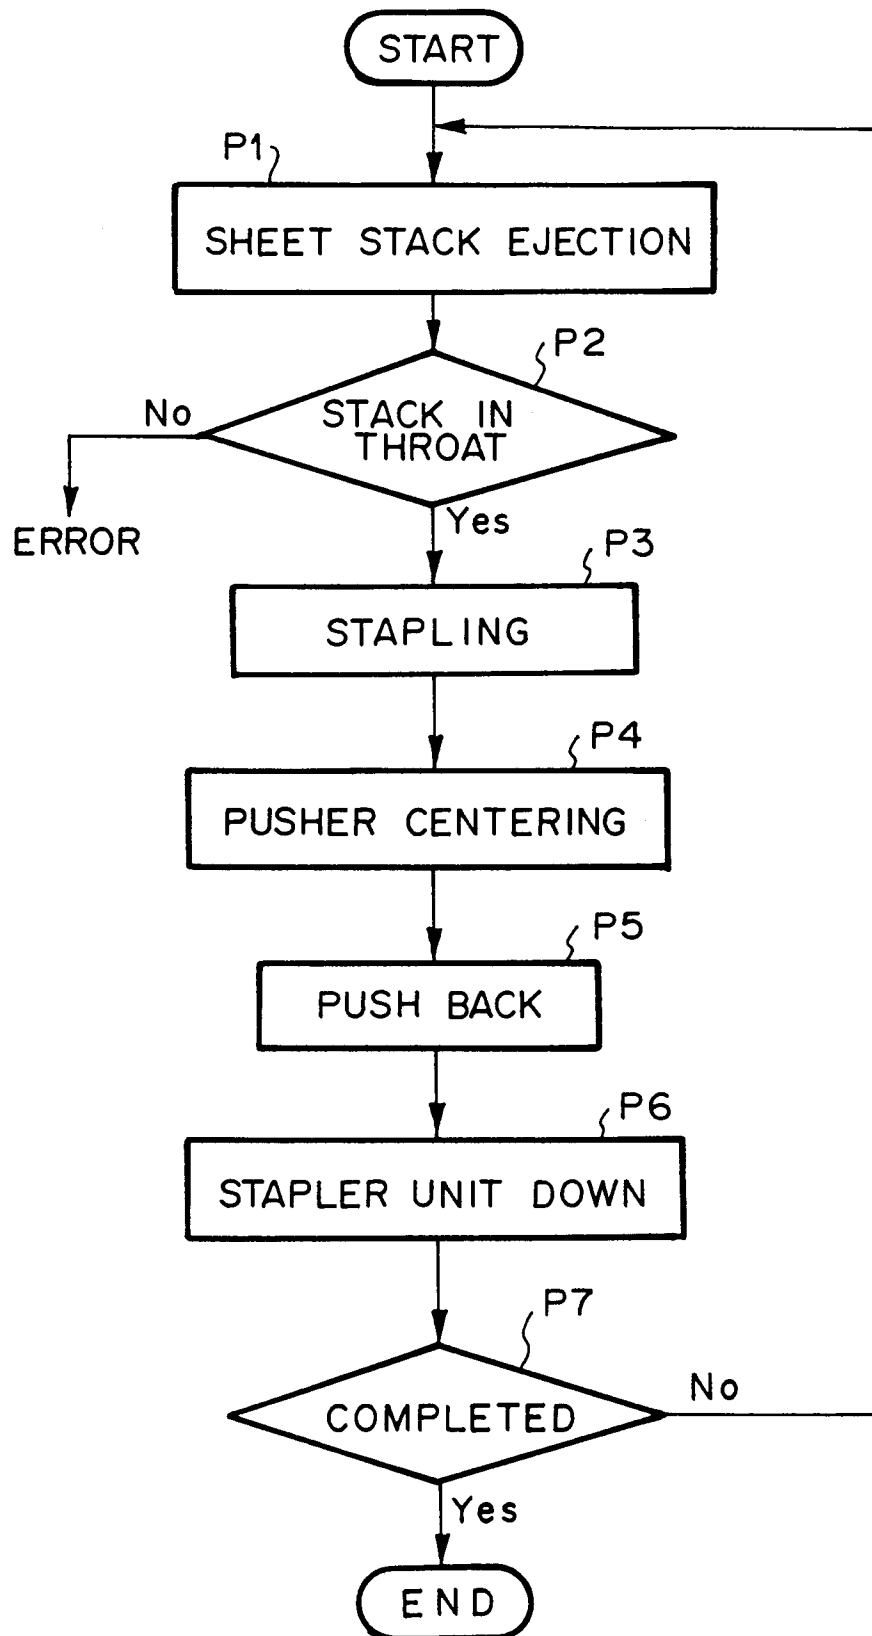 START
P1
SHEET STACK EJECTION
P2
No
STACK IN
THROAT
Yes
ERROR
P3
STAPLING
P4
PUSHER CENTERING
P5
PUSH BACK
P6
STAPLER UNIT DOWN
P7
No
COMPLETED
Yes
END